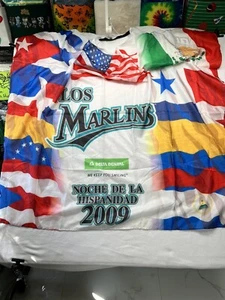 LOS
MARLINS
NOCHE DE LA
HISPANIDAD
2009